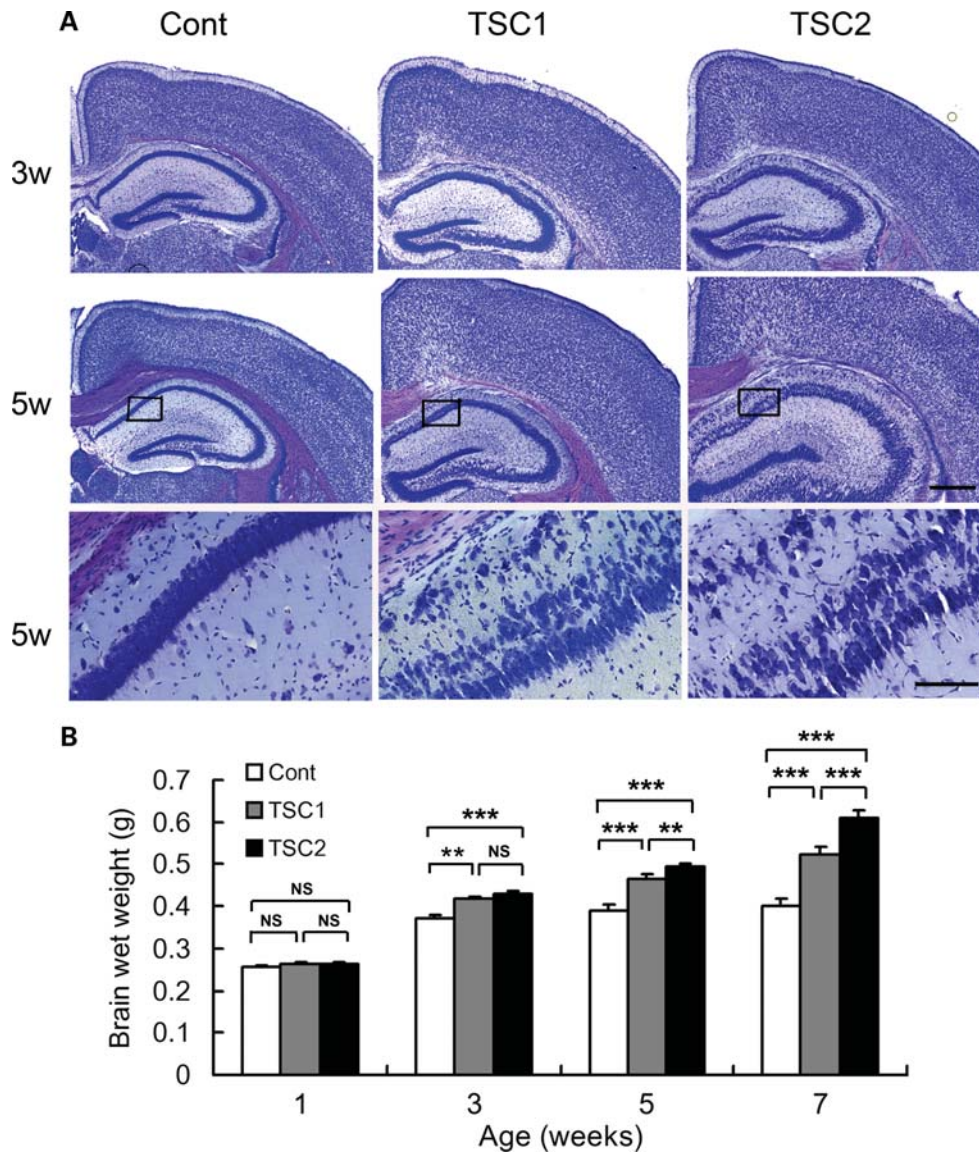 A Cont TSC1 TSC2
3w
5w
5w
B
Brain wet weight (g)
0.7
0.6
0.5
0.4
0.3
0.2
0.1
0
Cont
TSC1
TSC2
NS
NS NS
***
** NS
***
*** **
***
*** ***
1 3 5 7
Age (weeks)